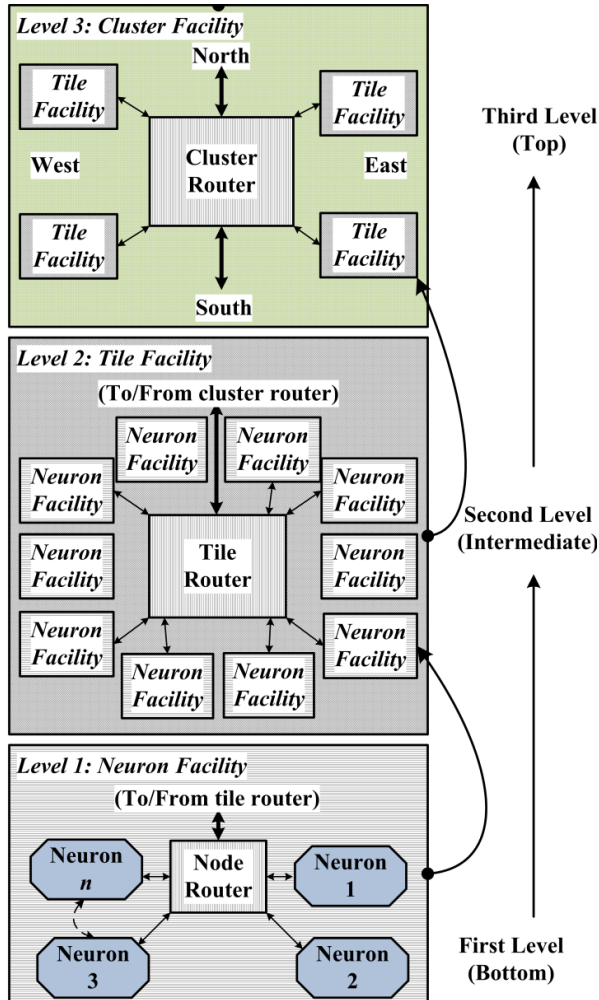 Level 3: Cluster Facility
North
Tile
Facility
Tile
Facility
West
Cluster
Router
East
Tile
Facility
Tile
Facility
South
Third Level
(Top)
Level 2: Tile Facility
(To/From cluster router)
Neuron
Facility
Neuron
Facility
Neuron
Facility
Neuron
Facility
Neuron
Facility
Tile
Router
Neuron
Facility
Neuron
Facility
Neuron
Facility
Neuron
Facility
Neuron
Facility
Second Level
(Intermediate)
Level 1: Neuron Facility
(To/From tile router)
Neuron
n
Node
Router
Neuron
1
Neuron
3
Neuron
2
First Level
(Bottom)